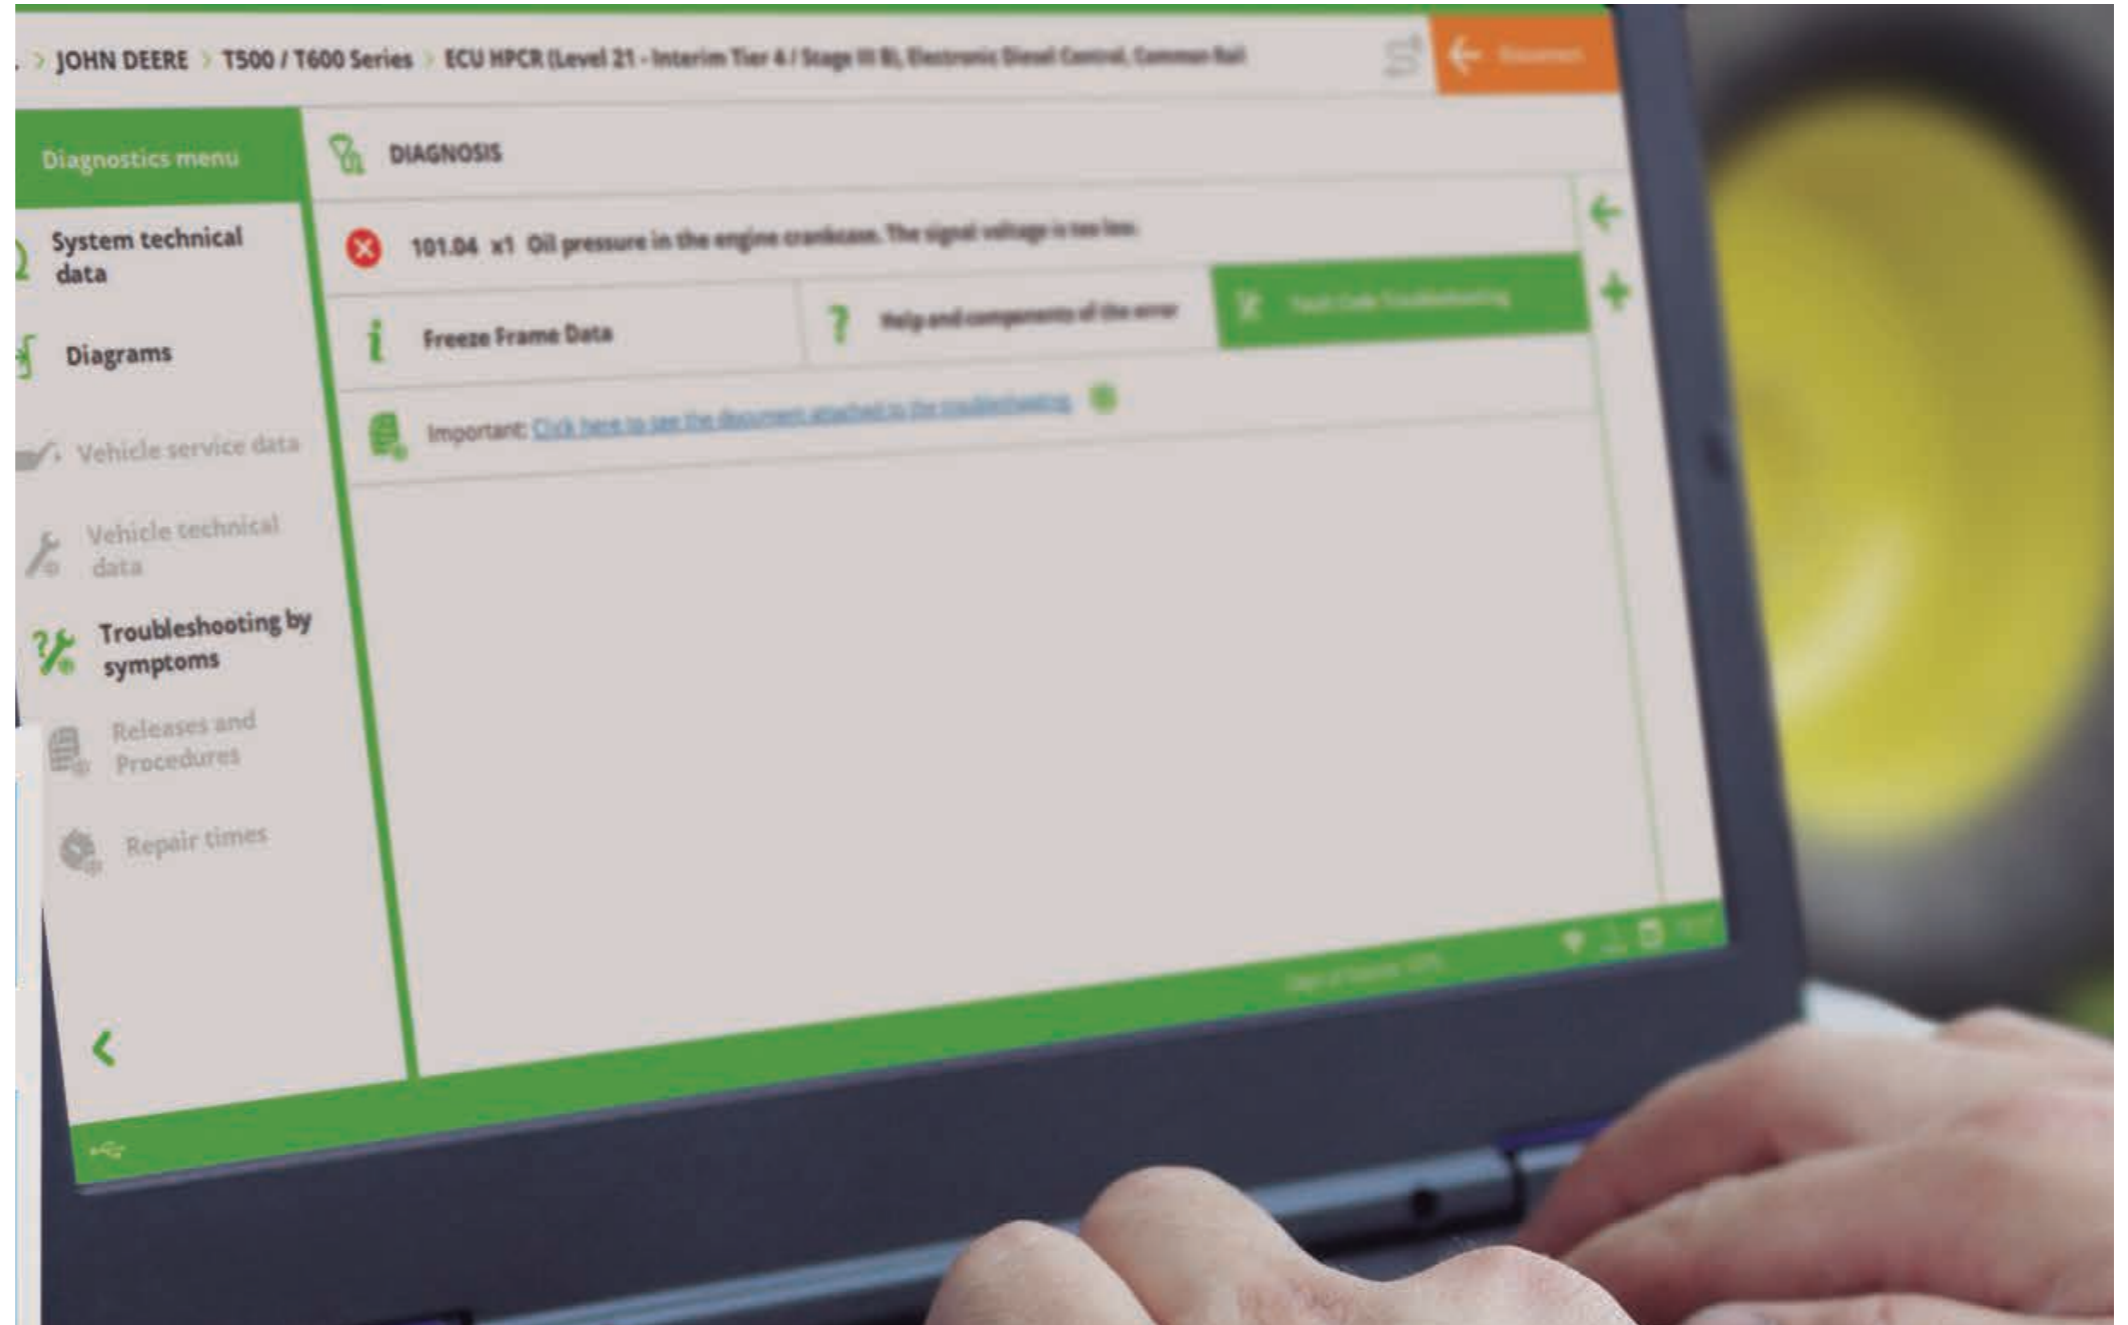 JOHN DEERE > T500 / T600 Series > ECU HPCR (Level 21 - Interim Tier 4 / Stage III B), Electronic Diesel Control, Common Rail
Diagnostics menu
DIAGNOSIS
System technical
data
101.04 x1 Oil pressure in the engine crankcase. The signal voltage is too low.
Diagrams
Freeze Frame Data
Help and components of the error
Fault Code Troubleshooting
Important: Click here to see the document attached to the troubleshooting.
Vehicle service data
Vehicle technical
data
Troubleshooting by
symptoms
Releases and
Procedures
Repair times